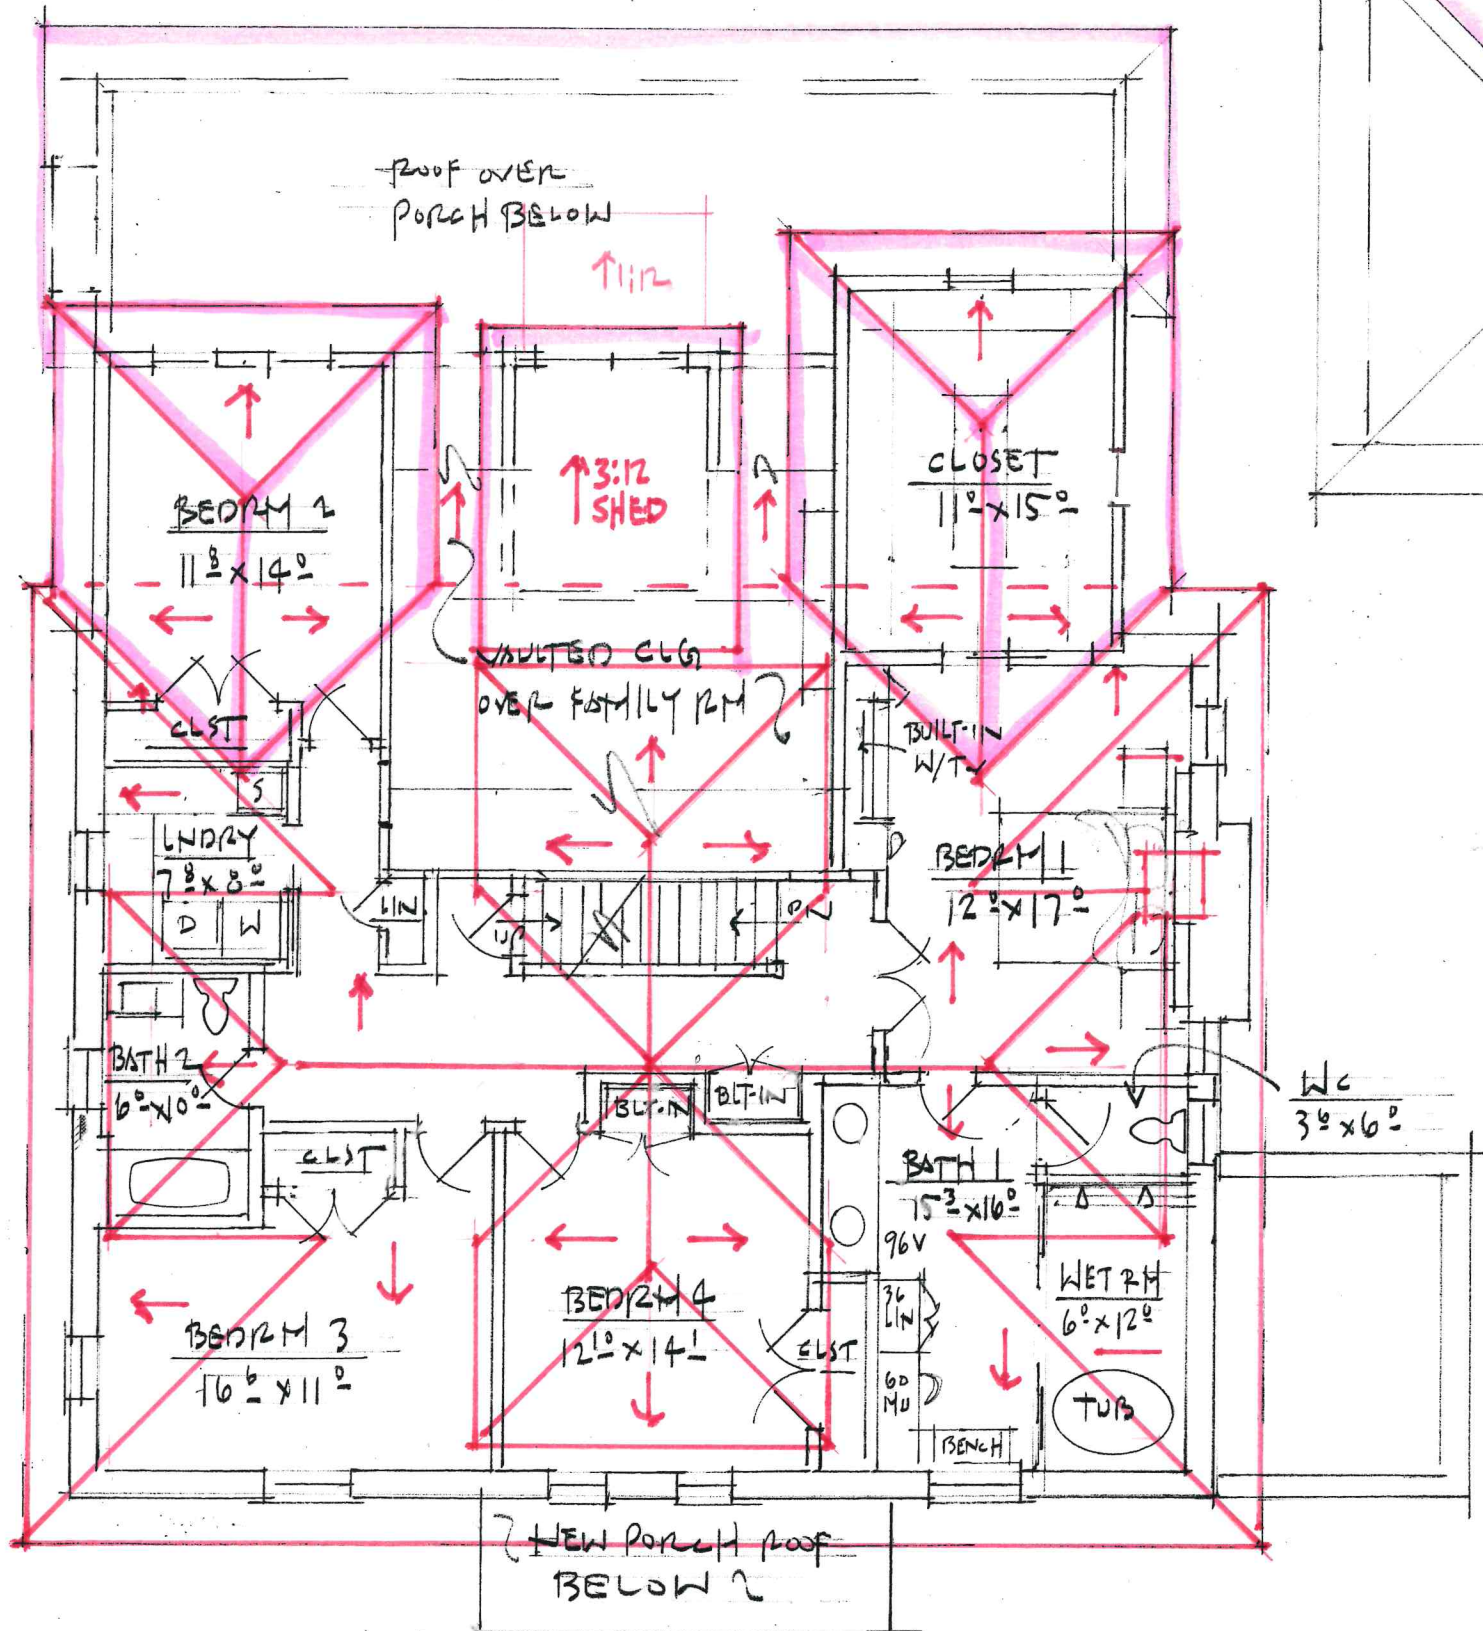 ROOF OVER
PORCH BELOW
1:12
3:12
SHED
BEDRM 2
11⁸ x 14⁰
CLOSET
11⁰ x 15⁰
VAULTED CLG
OVER FAMILY RM
CLST
S
BUILT-IN
W/TV
LNDRY
7⁸ x 8⁰
D W
LIN
UP
DN
BEDRM 1
12⁰ x 17⁰
BATH 2
6⁰ x 10⁰
BLT-IN
BLT-IN
WC
3⁶ x 6⁰
CLST
BATH 1
15³ x 16⁰
96V
BEDRM 4
12¹⁰ x 14¹
36
LIN
WET RM
6⁰ x 12⁰
BEDRM 3
16⁶ x 11⁰
CLST
60
MU
TUB
BENCH
NEW PORCH ROOF
BELOW